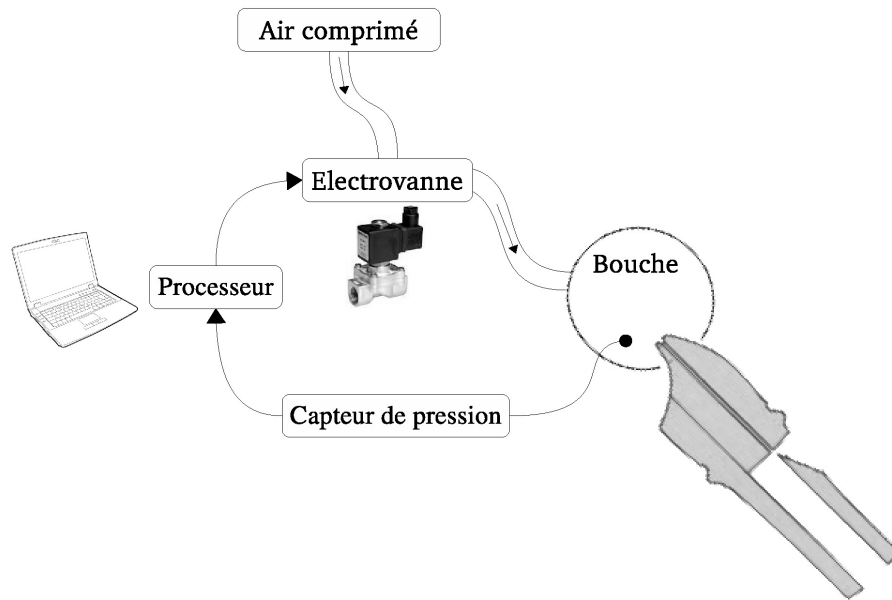 Air comprimé
Electrovanne
Bouche
Processeur
Capteur de pression